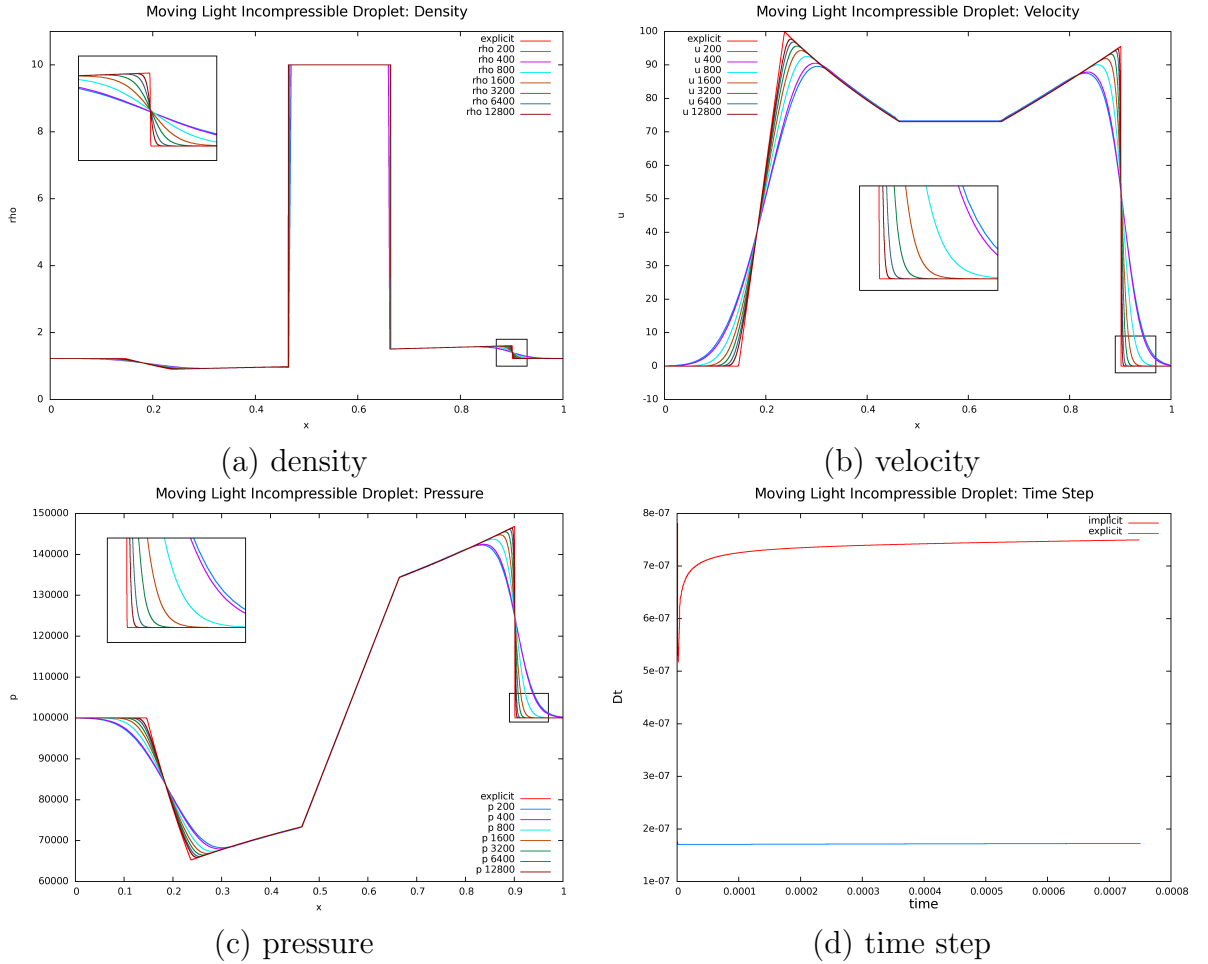 Moving Light Incompressible Droplet: Density
explicit
rho 200
rho 400
rho 800
rho 1600
rho 3200
rho 6400
rho 12800
rho
10
8
6
4
2
0
0 0.2 0.4 0.6 0.8 1
x
(a) density
Moving Light Incompressible Droplet: Velocity
explicit
u 200
u 400
u 800
u 1600
u 3200
u 6400
u 12800
u
100
90
80
70
60
50
40
30
20
10
0
-10
0 0.2 0.4 0.6 0.8 1
x
(b) velocity
Moving Light Incompressible Droplet: Pressure
150000
140000
130000
120000
110000
100000
90000
80000
70000
60000
p
explicit
p 200
p 400
p 800
p 1600
p 3200
p 6400
p 12800
0 0.1 0.2 0.3 0.4 0.5 0.6 0.7 0.8 0.9 1
x
(c) pressure
Moving Light Incompressible Droplet: Time Step
implicit
explicit
8e-07
7e-07
6e-07
5e-07
4e-07
3e-07
2e-07
1e-07
Dt
0 0.0001 0.0002 0.0003 0.0004 0.0005 0.0006 0.0007 0.0008
time
(d) time step